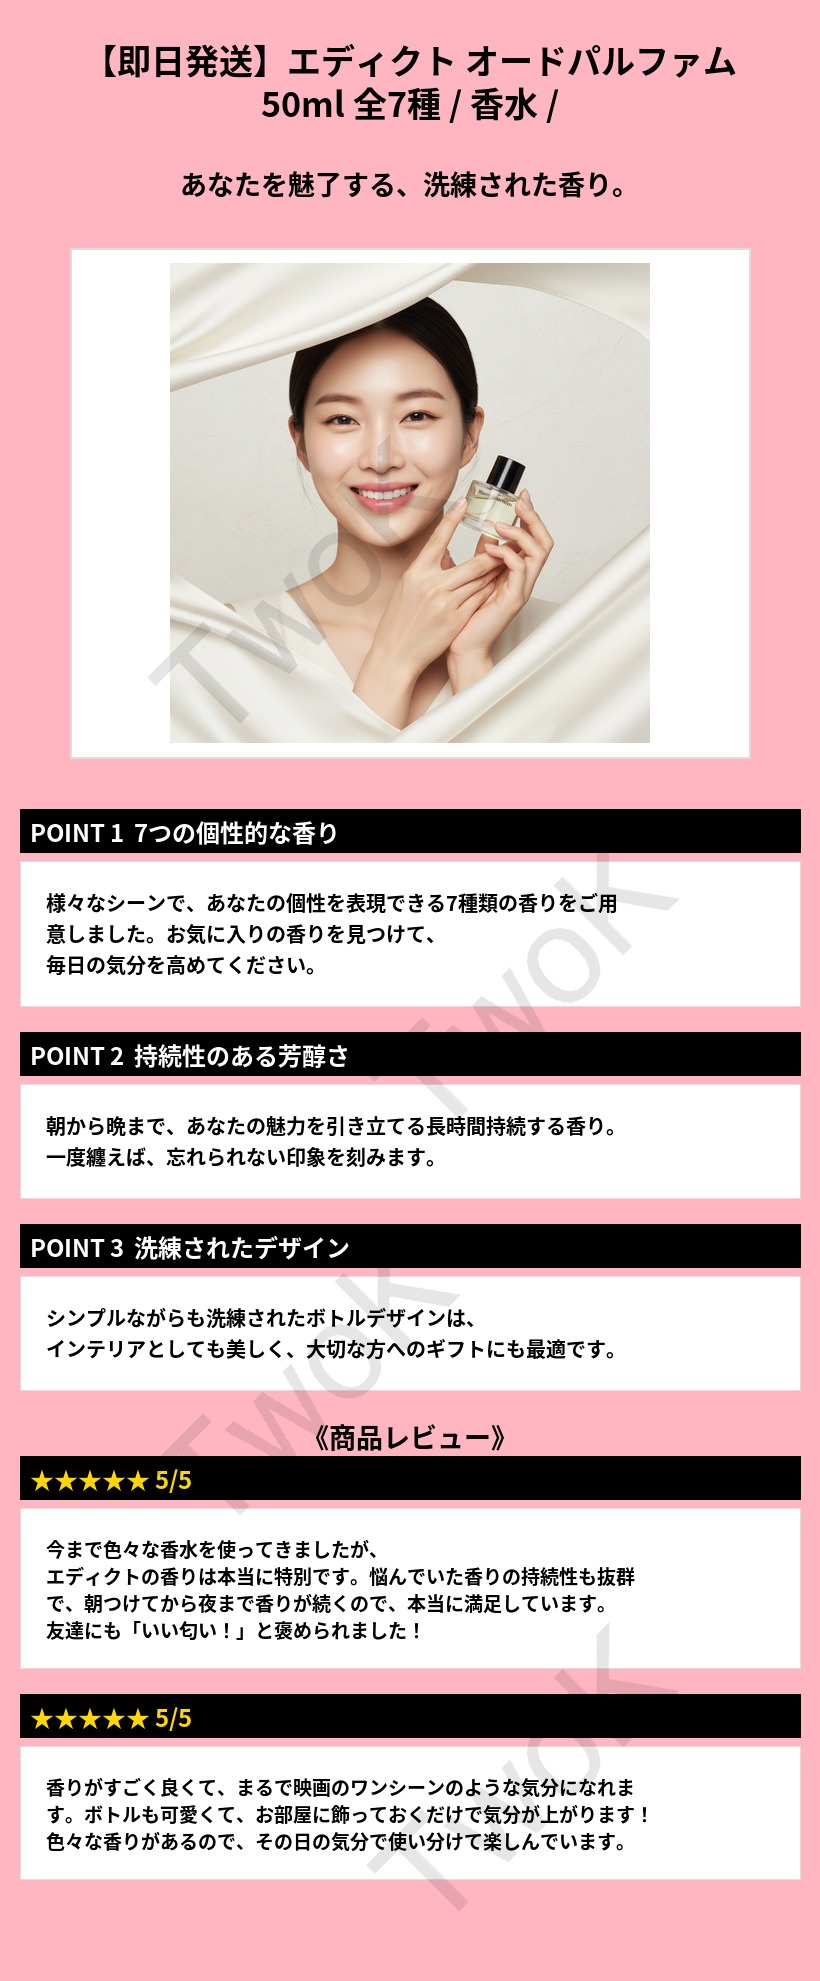 【即日発送】エディクト オードパルファム
50ml 全7種 / 香水 /
あなたを魅了する、洗練された香り。
TwoK
POINT 1 7つの個性的な香り
様々なシーンで、あなたの個性を表現できる7種類の香りをご用
意しました。お気に入りの香りを見つけて、
毎日の気分を高めてください。
TwoK
POINT 2 持続性のある芳醇さ
朝から晩まで、あなたの魅力を引き立てる長時間持続する香り。
一度纏えば、忘れられない印象を刻みます。
POINT 3 洗練されたデザイン
シンプルながらも洗練されたボトルデザインは、
インテリアとしても美しく、大切な方へのギフトにも最適です。
TwoK
《商品レビュー》
★★★★★ 5/5
今まで色々な香水を使ってきましたが、
エディクトの香りは本当に特別です。悩んでいた香りの持続性も抜群
で、朝つけてから夜まで香りが続くので、本当に満足しています。
友達にも「いい匂い！」と褒められました！
★★★★★ 5/5
香りがすごく良くて、まるで映画のワンシーンのような気分になれま
す。ボトルも可愛くて、お部屋に飾っておくだけで気分が上がります！
色々な香りがあるので、その日の気分で使い分けて楽しんでいます。
TwoK